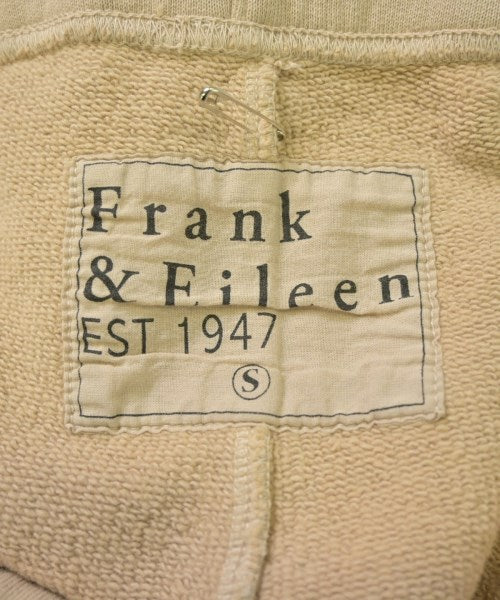 Frank
& Eileen
EST 1947
S